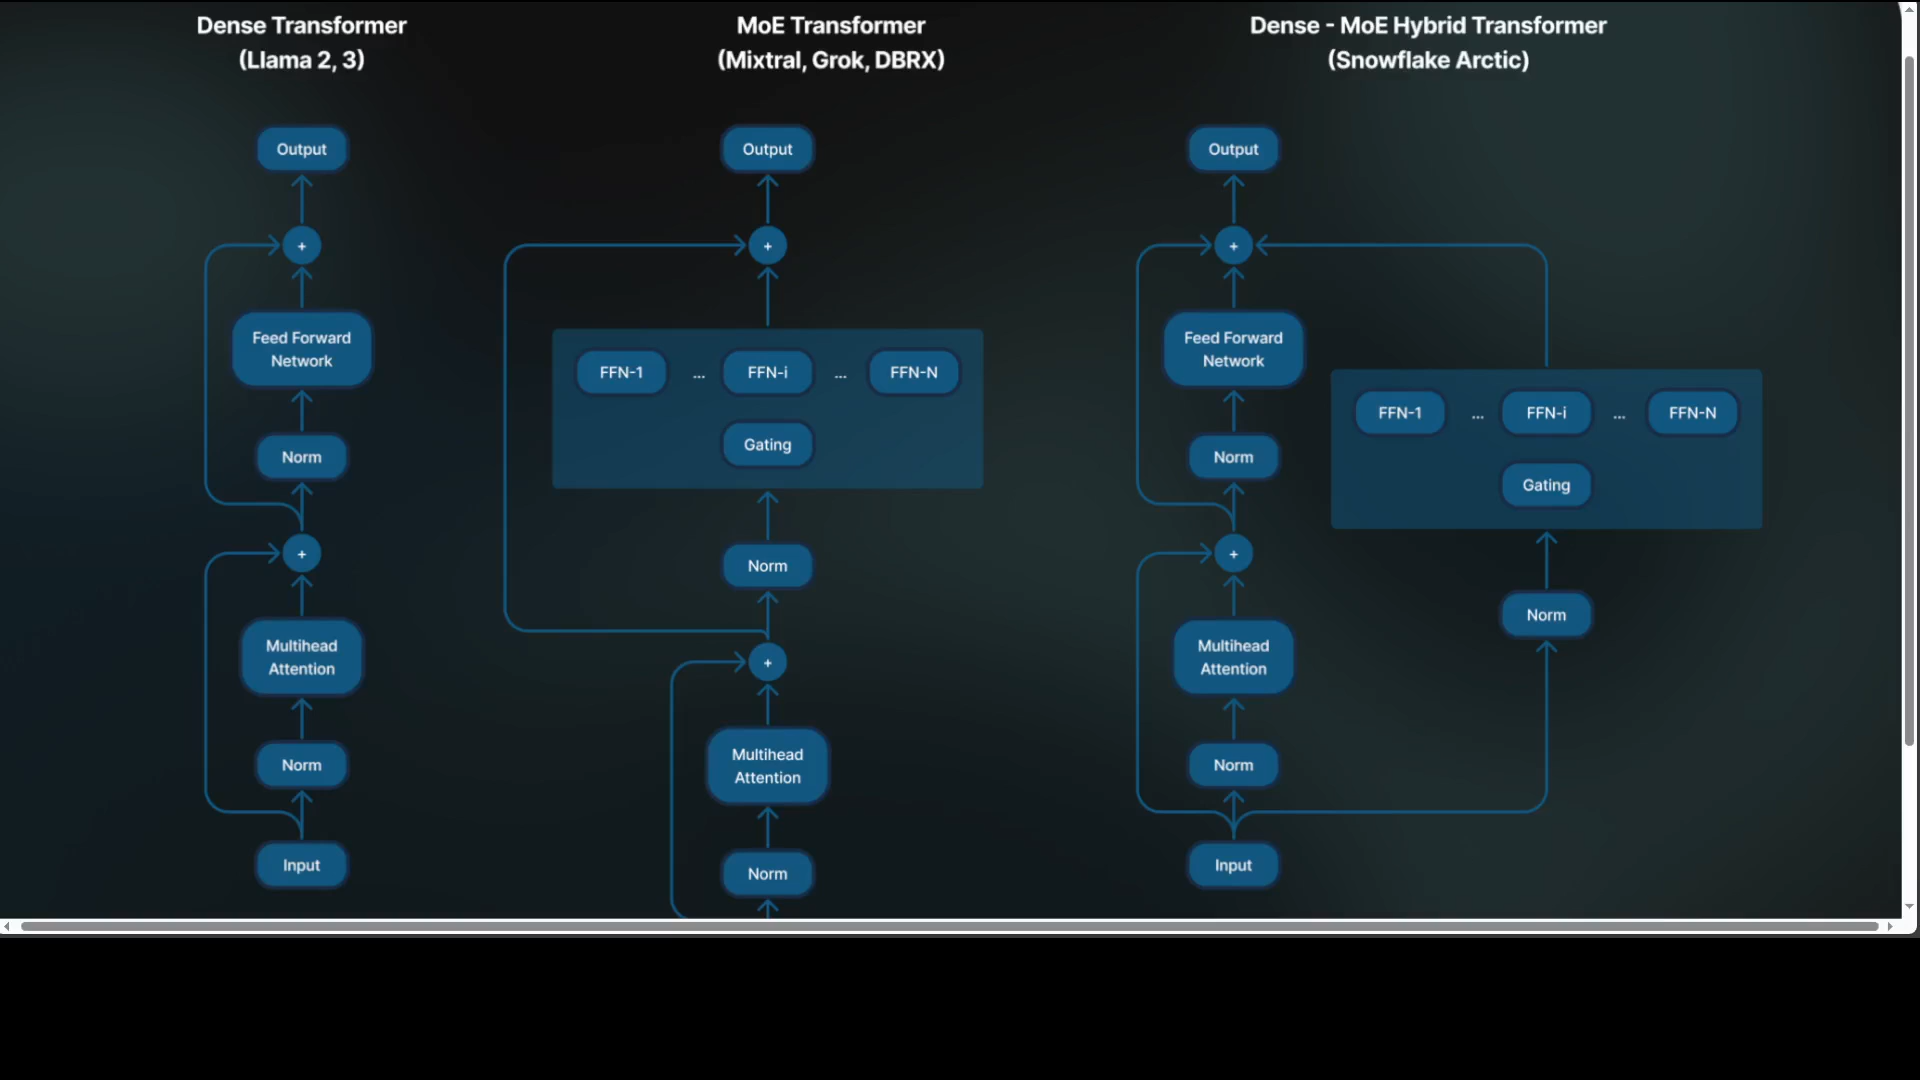 Dense Transformer
(Llama 2, 3)
Output
+
Feed Forward
Network
Norm
+
Multihead
Attention
Norm
Input
MoE Transformer
(Mixtral, Grok, DBRX)
Output
+
FFN-1 ... FFN-i ... FFN-N
Gating
Norm
+
Multihead
Attention
Norm
Dense - MoE Hybrid Transformer
(Snowflake Arctic)
Output
+
Feed Forward
Network
Norm
+
Multihead
Attention
Norm
Input
FFN-1 ... FFN-i ... FFN-N
Gating
Norm